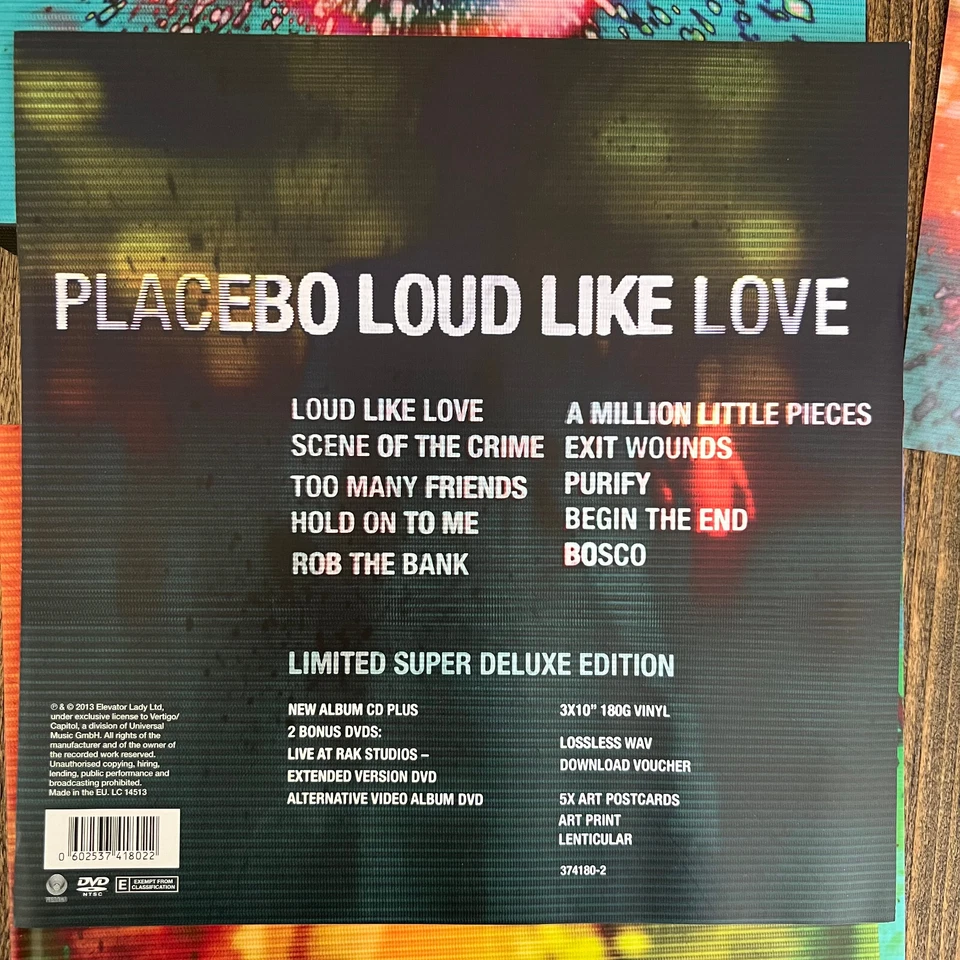 PLACEBO LOUD LIKE LOVE
LOUD LIKE LOVE
SCENE OF THE CRIME
TOO MANY FRIENDS
HOLD ON TO ME
ROB THE BANK
A MILLION LITTLE PIECES
EXIT WOUNDS
PURIFY
BEGIN THE END
BOSCO
LIMITED SUPER DELUXE EDITION
NEW ALBUM CD PLUS
2 BONUS DVDS:
LIVE AT RAK STUDIOS –
EXTENDED VERSION DVD
ALTERNATIVE VIDEO ALBUM DVD
3X10" 180G VINYL
LOSSLESS WAV
DOWNLOAD VOUCHER
5X ART POSTCARDS
ART PRINT
LENTICULAR
374180-2
℗ & © 2013 Elevator Lady Ltd,
under exclusive license to Vertigo/
Capitol, a division of Universal
Music GmbH. All rights of the
manufacturer and of the owner of
the recorded work reserved.
Unauthorised copying, hiring,
lending, public performance and
broadcasting prohibited.
Made in the EU. LC 14513
0 602537 418022
DVD
NTSC
E EXEMPT FROM
CLASSIFICATION